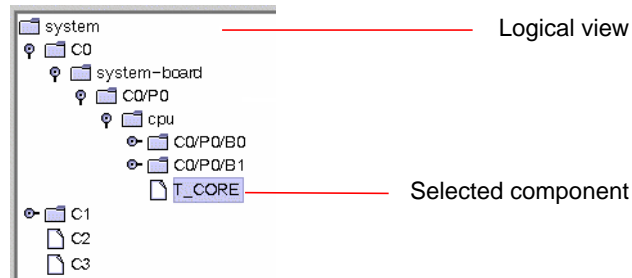 system
Logical view
C0
system-board
C0/P0
cpu
C0/P0/B0
C0/P0/B1
T_CORE
Selected component
C1
C2
C3